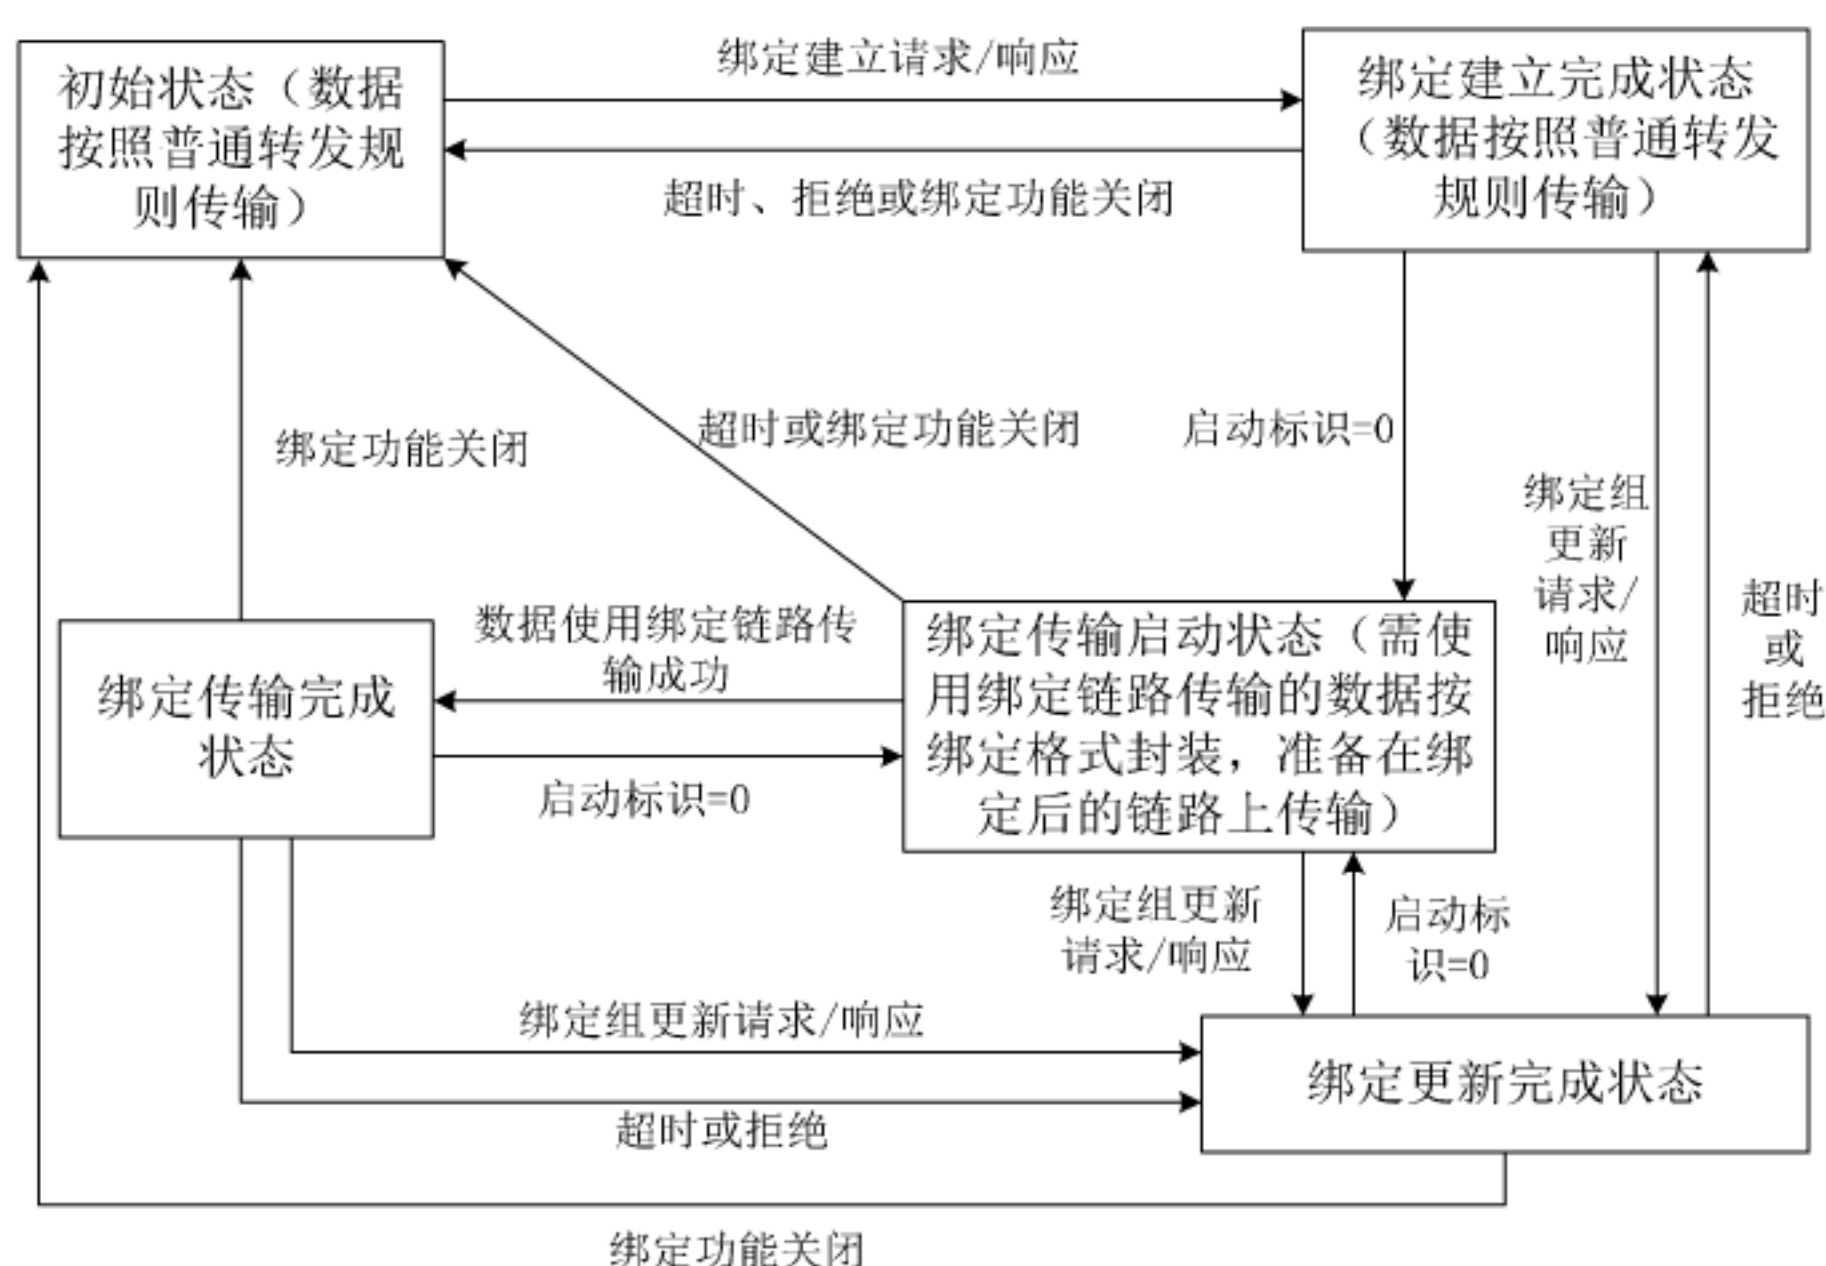 绑定建立请求/响应
初始状态（数据
按照普通转发规
则传输）
绑定建立完成状态
（数据按照普通转发
规则传输）
超时、拒绝或绑定功能关闭
绑定功能关闭
超时或绑定功能关闭
启动标识=0
绑定组
更新
请求/
响应
超时
或
拒绝
数据使用绑定链路传
输成功
绑定传输完成
状态
绑定传输启动状态（需使
用绑定链路传输的数据按
绑定格式封装，准备在绑
定后的链路上传输）
启动标识=0
绑定组更新
请求/响应
启动标
识=0
绑定组更新请求/响应
绑定更新完成状态
超时或拒绝
绑定功能关闭